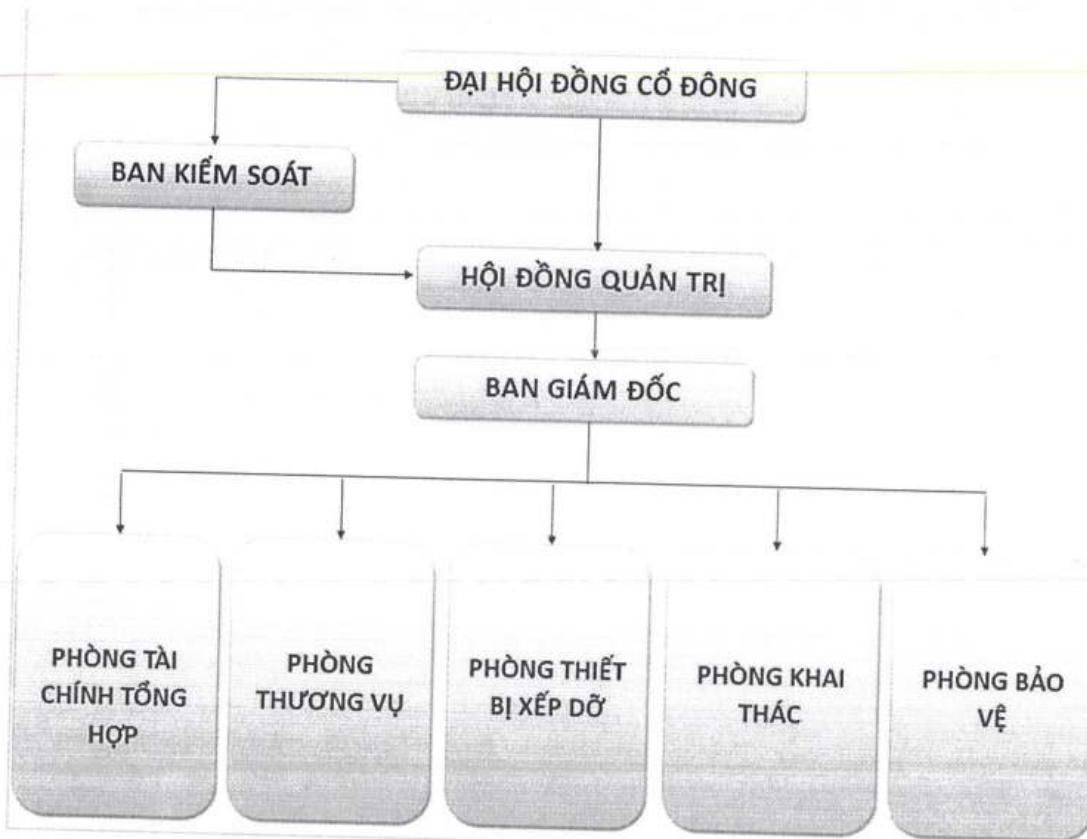 ĐẠI HỘI ĐỒNG CỔ ĐÔNG
BAN KIỂM SOÁT
HỘI ĐỒNG QUẢN TRỊ
BAN GIÁM ĐỐC
PHÒNG TÀI
CHÍNH TỔNG
HỢP
PHÒNG
THƯƠNG VỤ
PHÒNG THIẾT
BỊ XẾP DỠ
PHÒNG KHAI
THÁC
PHÒNG BẢO
VỆ